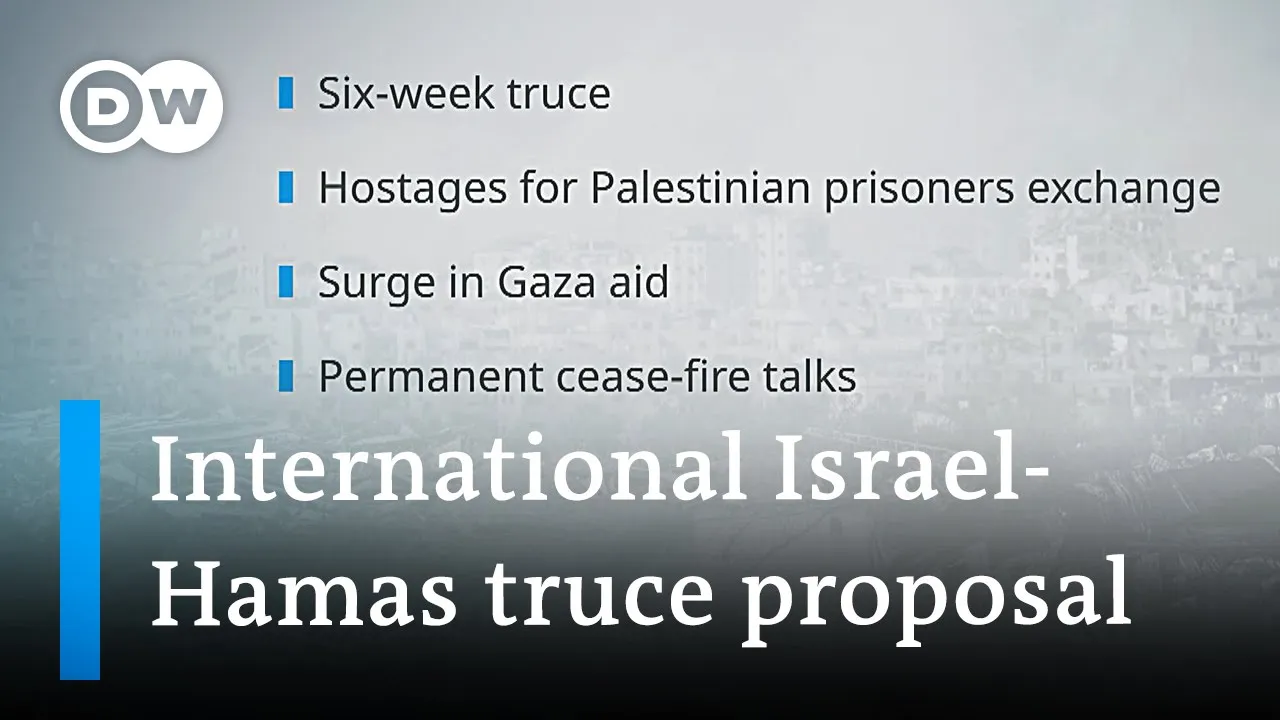 DW
Six-week truce
Hostages for Palestinian prisoners exchange
Surge in Gaza aid
Permanent cease-fire talks
International Israel-
Hamas truce proposal